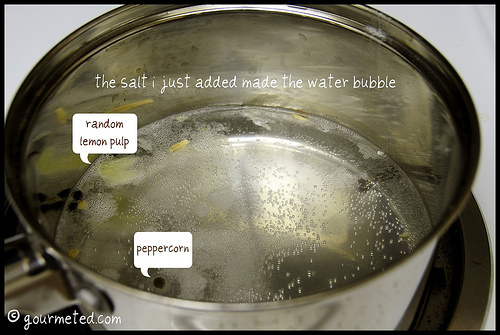 the salt i just added made the water bubble
random
lemon pulp
peppercorn
© gourmeted.com